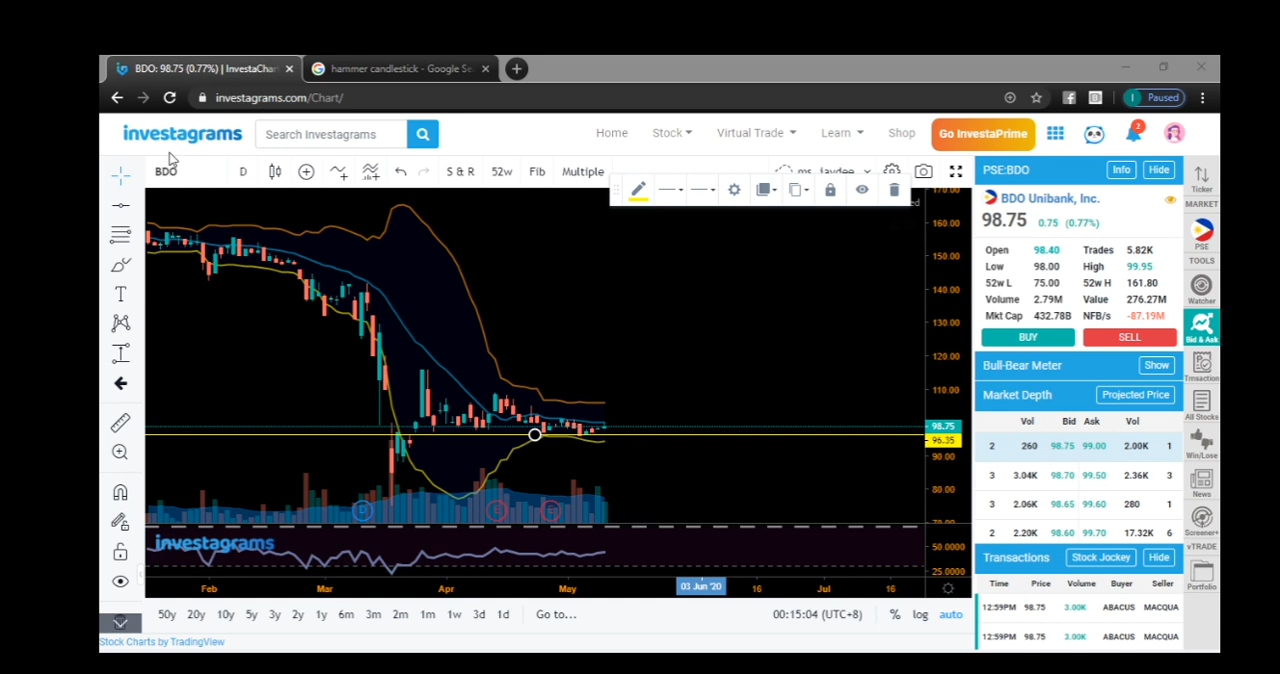 BDO: 98.75 (0.77%) | InvestaChar
hammer candlestick - Google Se
investagrams.com/Chart/
Paused
investagrams
Search Investagrams
Home Stock Virtual Trade Learn Shop Go InvestaPrime
2
BDO D S & R 52w Fib Multiple ms_jaydee
170.00
160.00
150.00
140.00
130.00
120.00
110.00
98.75
96.35
90.00
80.00
70.00
D
investagrams
50.0000
25.0000
Feb Mar Apr May 03 Jun '20 16 Jul 16
50y 20y 10y 5y 3y 2y 1y 6m 3m 2m 1m 1w 3d 1d Go to... 00:15:04 (UTC+8) % log auto
Stock Charts by TradingView
PSE:BDO Info Hide
BDO Unibank, Inc.
98.75 0.75 (0.77%)
Open 98.40 Trades 5.82K
Low 98.00 High 99.95
52w L 75.00 52w H 161.80
Volume 2.79M Value 276.27M
Mkt Cap 432.78B NFB/s -87.19M
BUY SELL
Bull-Bear Meter Show
Market Depth Projected Price
Vol Bid Ask Vol
2 260 98.75 99.00 2.00K 1
3 3.04K 98.70 99.50 2.36K 3
3 2.06K 98.65 99.60 280 1
2 2.20K 98.60 99.70 17.32K 6
Transactions Stock Jockey Hide
Time Price Volume Buyer Seller
12:59PM 98.75 3.00K ABACUS MACQUA
12:59PM 98.75 3.00K ABACUS MACQUA
Ticker
MARKET
PSE
TOOLS
Watcher
Bid & Ask
Trnsaction
All Stocks
Win/Lose
News
Screener+
vTRADE
Portfolio